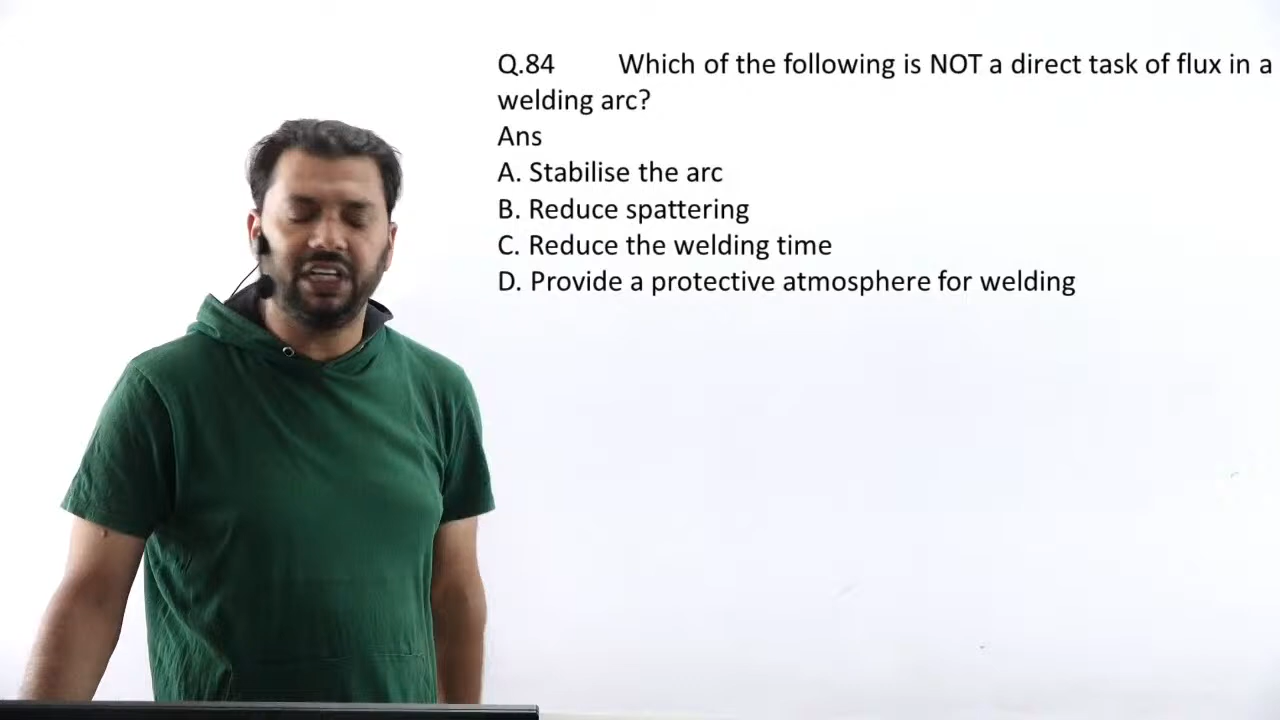 Q.84 Which of the following is NOT a direct task of flux in a
welding arc?
Ans
A. Stabilise the arc
B. Reduce spattering
C. Reduce the welding time
D. Provide a protective atmosphere for welding